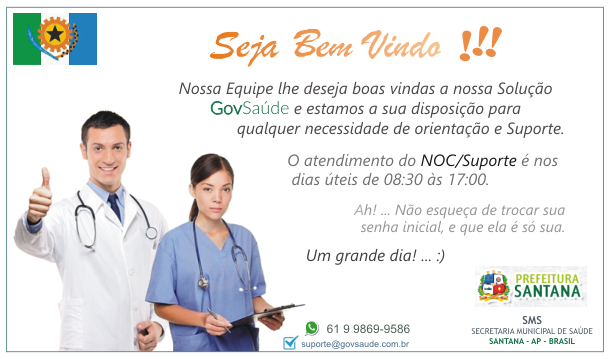 Seja Bem Vindo !!!
Nossa Equipe lhe deseja boas vindas a nossa Solução
GovSaúde e estamos a sua disposição para
qualquer necessidade de orientação e Suporte.
O atendimento do NOC/Suporte é nos
dias úteis de 08:30 às 17:00.
Ah! ... Não esqueça de trocar sua
senha inicial, e que ela é só sua.
Um grande dia! ... :)
PREFEITURA
SANTANA
SMS
SECRETARIA MUNICIPAL DE SAÚDE
SANTANA - AP - BRASIL
61 9 9869-9586
suporte@govsaude.com.br